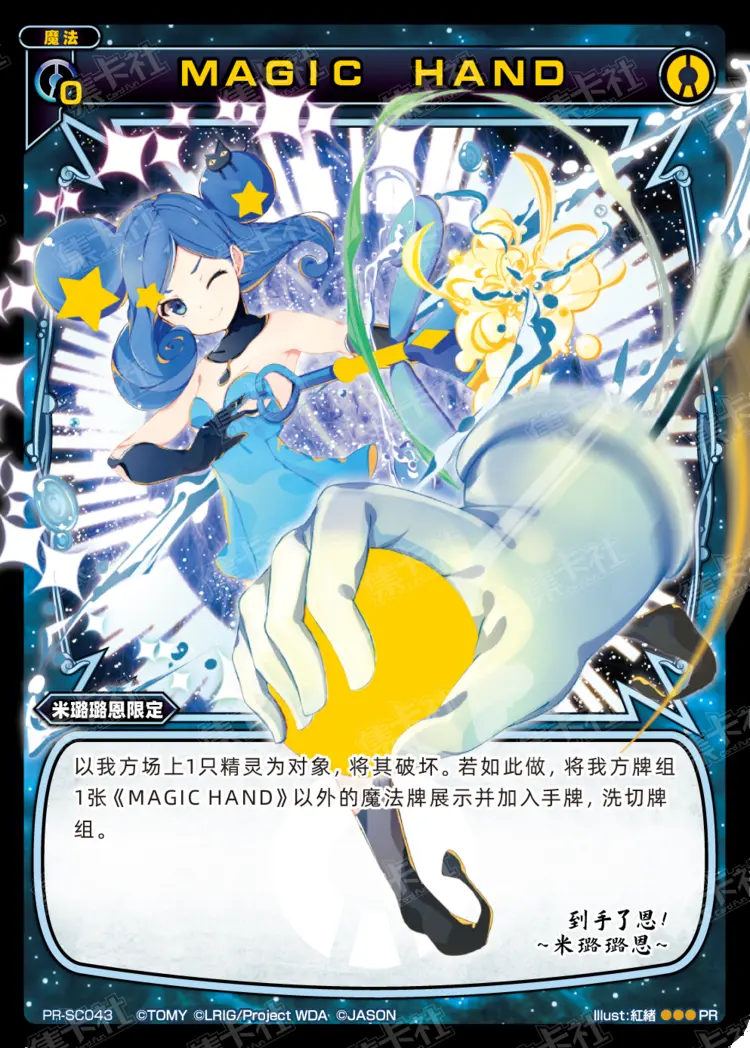 魔法
0
MAGIC HAND
米璐璐恩限定
以我方场上1只精灵为对象，将其破坏。若如此做，将我方牌组
1张《MAGIC HAND》以外的魔法牌展示并加入手牌，洗切牌
组。
到手了恩！
~米璐璐恩~
PR-SC043 ©TOMY ©LRIG/Project WDA ©JASON Illust:紅緒 PR
集卡社